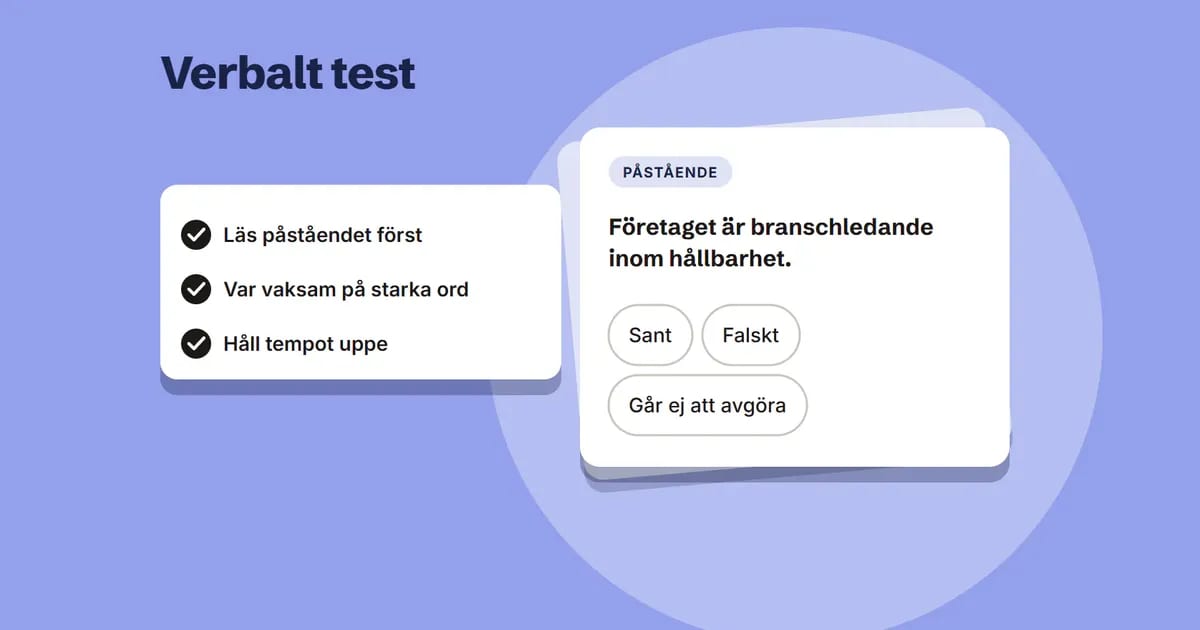 Verbalt test
Läs påståendet först
Var vaksam på starka ord
Håll tempot uppe
PÅSTÅENDE
Företaget är branschledande
inom hållbarhet.
Sant
Falskt
Går ej att avgöra